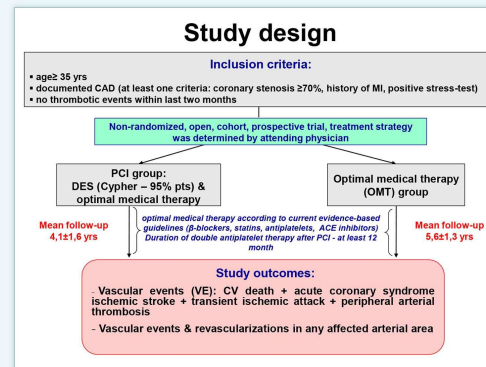 Study design
Inclusion criteria:
▪ age≥ 35 yrs
▪ documented CAD (at least one criteria: coronary stenosis ≥70%, history of MI, positive stress-test)
▪ no thrombotic events within last two months
Non-randomized, open, cohort, prospective trial, treatment strategy
was determined by attending physician
PCI group:
DES (Cypher – 95% pts) &
optimal medical therapy
Optimal medical therapy
(OMT) group
Mean follow-up
4,1±1,6 yrs
optimal medical therapy according to current evidence-based
guidelines (β-blockers, statins, antiplatelets, ACE inhibitors)
Duration of double antiplatelet therapy after PCI - at least 12
month
Mean follow-up
5,6±1,3 yrs
Study outcomes:
- Vascular events (VE): CV death + acute coronary syndrome
ischemic stroke + transient ischemic attack + peripheral arterial
thrombosis
- Vascular events & revascularizations in any affected arterial area